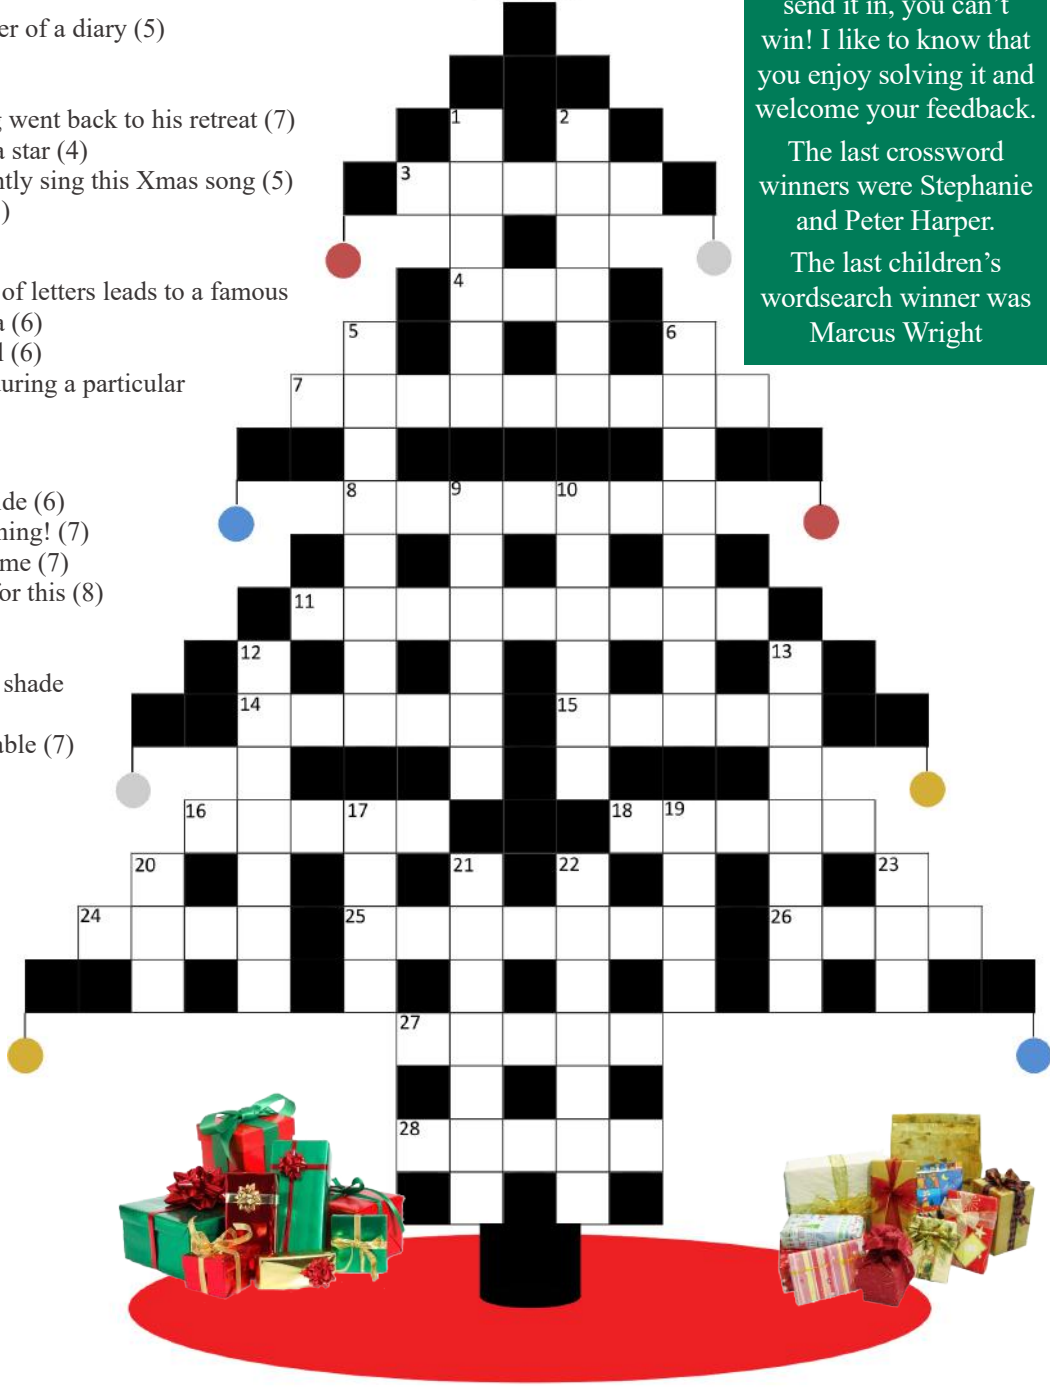 er of a diary (5)
went back to his retreat (7)
a star (4)
ntly sing this Xmas song (5)
)
of letters leads to a famous
a (6)
l (6)
during a particular
de (6)
ning! (7)
me (7)
for this (8)
shade
able (7)
send it in, you can't
win! I like to know that
you enjoy solving it and
welcome your feedback.
The last crossword
winners were Stephanie
and Peter Harper.
The last children's
wordsearch winner was
Marcus Wright
1 2
3
4
5 6
7
8 9 10
11
12 13
14 15
16 17 18 19
20 21 22 23
24 25 26
27
28